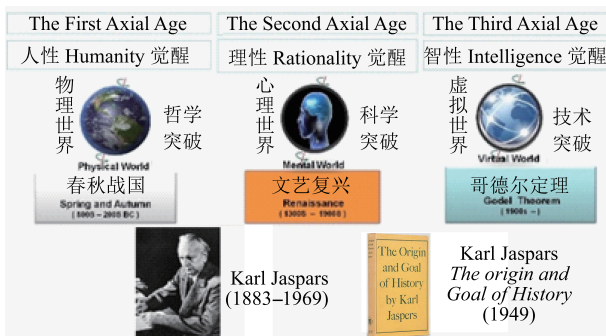 The First Axial Age
The Second Axial Age
The Third Axial Age
人性 Humanity 觉醒
理性 Rationality 觉醒
智性 Intelligence 觉醒
物理世界
哲学
突破
心理世界
科学
突破
虚拟世界
技术
突破
Physical World
Mental World
Virtual World
春秋战国
Spring and Autumn
( 800S – 200S BC )
文艺复兴
Renaissance
( 1300S – 1900S )
哥德尔定理
Godel Theorem
( 1900s – )
Karl Jaspars
(1883–1969)
The Origin
and Goal
of History
by Karl
Jaspers
Karl Jaspars
The origin and
Goal of History
(1949)